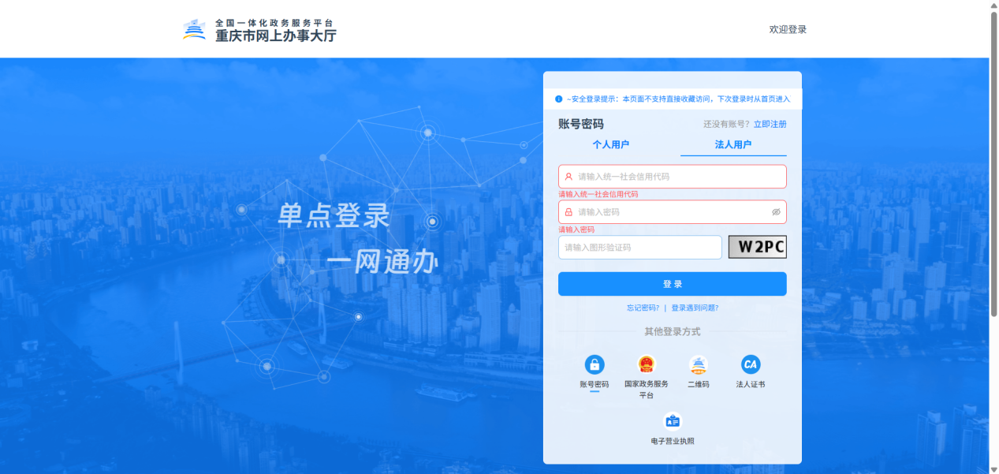 全国一体化政务服务平台
重庆市网上办事大厅
欢迎登录
单点登录
一网通办
~安全登录提示：本页面不支持直接收藏访问，下次登录时从首页进入
账号密码
还没有账号？立即注册
个人用户 法人用户
请输入统一社会信用代码
请输入统一社会信用代码
请输入密码
请输入密码
请输入图形验证码 W2PC
登 录
忘记密码? | 登录遇到问题?
其他登录方式
账号密码
国家政务服务
平台
二维码
CA
法人证书
电子营业执照